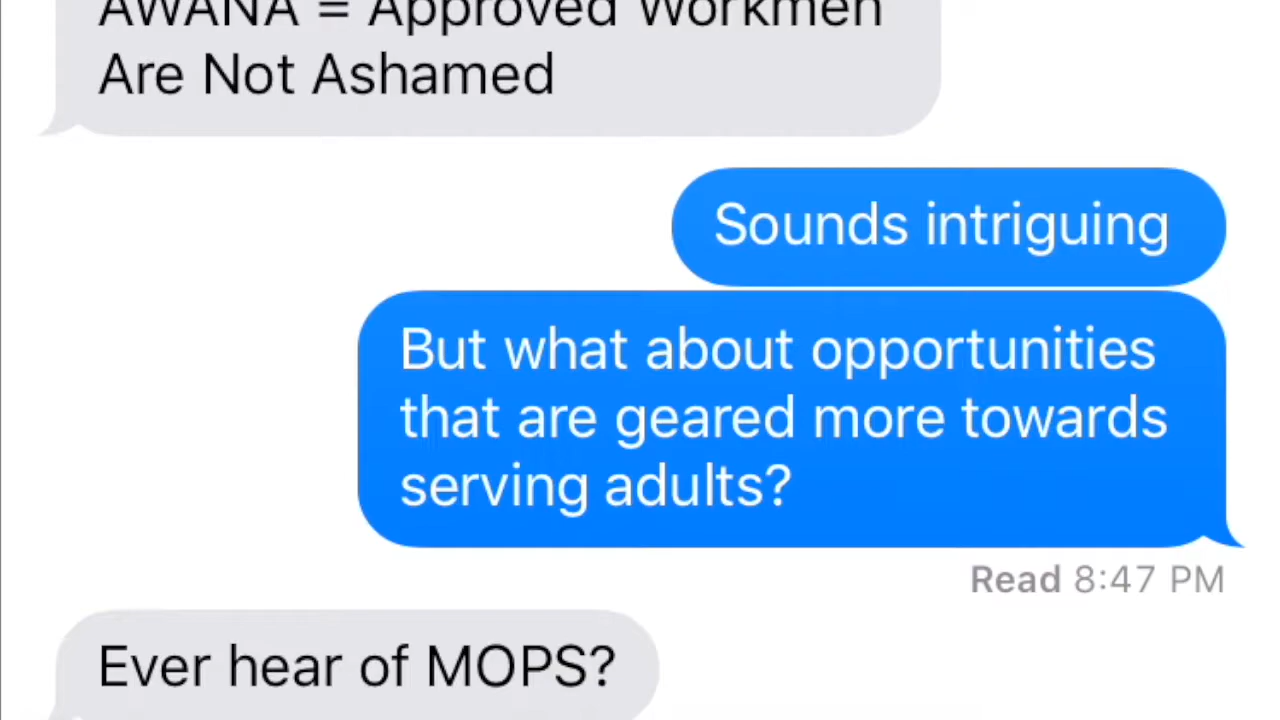 AWANA = Approved Workmen
Are Not Ashamed
Sounds intriguing
But what about opportunities
that are geared more towards
serving adults?
Read 8:47 PM
Ever hear of MOPS?